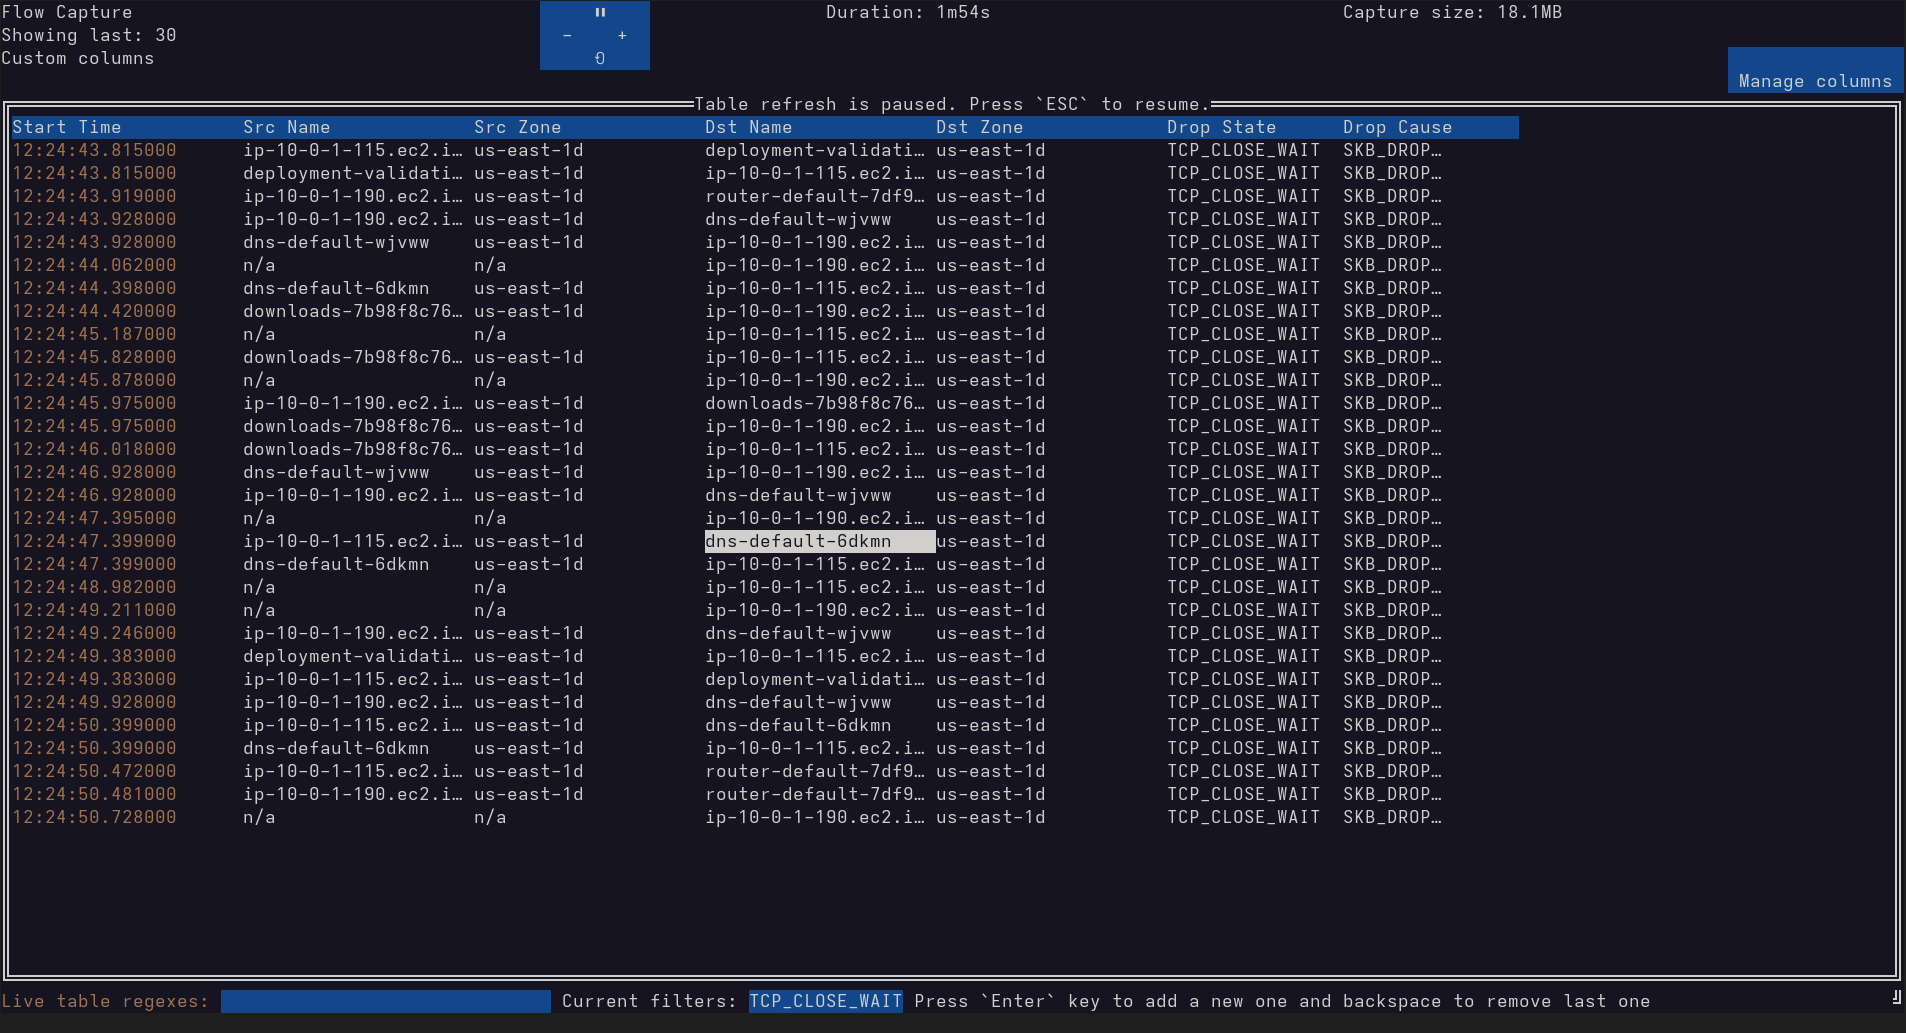 Flow Capture Duration: 1m54s Capture size: 18.1MB
Showing last: 30 - +
Custom columns
Manage columns
Table refresh is paused. Press `ESC` to resume.
Start Time Src Name Src Zone Dst Name Dst Zone Drop State Drop Cause
12:24:43.815000 ip-10-0-1-115.ec2.i… us-east-1d deployment-validati… us-east-1d TCP_CLOSE_WAIT SKB_DROP…
12:24:43.815000 deployment-validati… us-east-1d ip-10-0-1-115.ec2.i… us-east-1d TCP_CLOSE_WAIT SKB_DROP…
12:24:43.919000 ip-10-0-1-190.ec2.i… us-east-1d router-default-7df9… us-east-1d TCP_CLOSE_WAIT SKB_DROP…
12:24:43.928000 ip-10-0-1-190.ec2.i… us-east-1d dns-default-wjvww us-east-1d TCP_CLOSE_WAIT SKB_DROP…
12:24:43.928000 dns-default-wjvww us-east-1d ip-10-0-1-190.ec2.i… us-east-1d TCP_CLOSE_WAIT SKB_DROP…
12:24:44.062000 n/a n/a ip-10-0-1-190.ec2.i… us-east-1d TCP_CLOSE_WAIT SKB_DROP…
12:24:44.398000 dns-default-6dkmn us-east-1d ip-10-0-1-115.ec2.i… us-east-1d TCP_CLOSE_WAIT SKB_DROP…
12:24:44.420000 downloads-7b98f8c76… us-east-1d ip-10-0-1-190.ec2.i… us-east-1d TCP_CLOSE_WAIT SKB_DROP…
12:24:45.187000 n/a n/a ip-10-0-1-115.ec2.i… us-east-1d TCP_CLOSE_WAIT SKB_DROP…
12:24:45.828000 downloads-7b98f8c76… us-east-1d ip-10-0-1-115.ec2.i… us-east-1d TCP_CLOSE_WAIT SKB_DROP…
12:24:45.878000 n/a n/a ip-10-0-1-190.ec2.i… us-east-1d TCP_CLOSE_WAIT SKB_DROP…
12:24:45.975000 ip-10-0-1-190.ec2.i… us-east-1d downloads-7b98f8c76… us-east-1d TCP_CLOSE_WAIT SKB_DROP…
12:24:45.975000 downloads-7b98f8c76… us-east-1d ip-10-0-1-190.ec2.i… us-east-1d TCP_CLOSE_WAIT SKB_DROP…
12:24:46.018000 downloads-7b98f8c76… us-east-1d ip-10-0-1-115.ec2.i… us-east-1d TCP_CLOSE_WAIT SKB_DROP…
12:24:46.928000 dns-default-wjvww us-east-1d ip-10-0-1-190.ec2.i… us-east-1d TCP_CLOSE_WAIT SKB_DROP…
12:24:46.928000 ip-10-0-1-190.ec2.i… us-east-1d dns-default-wjvww us-east-1d TCP_CLOSE_WAIT SKB_DROP…
12:24:47.395000 n/a n/a ip-10-0-1-190.ec2.i… us-east-1d TCP_CLOSE_WAIT SKB_DROP…
12:24:47.399000 ip-10-0-1-115.ec2.i… us-east-1d dns-default-6dkmn us-east-1d TCP_CLOSE_WAIT SKB_DROP…
12:24:47.399000 dns-default-6dkmn us-east-1d ip-10-0-1-115.ec2.i… us-east-1d TCP_CLOSE_WAIT SKB_DROP…
12:24:48.982000 n/a n/a ip-10-0-1-115.ec2.i… us-east-1d TCP_CLOSE_WAIT SKB_DROP…
12:24:49.211000 n/a n/a ip-10-0-1-190.ec2.i… us-east-1d TCP_CLOSE_WAIT SKB_DROP…
12:24:49.246000 ip-10-0-1-190.ec2.i… us-east-1d dns-default-wjvww us-east-1d TCP_CLOSE_WAIT SKB_DROP…
12:24:49.383000 deployment-validati… us-east-1d ip-10-0-1-115.ec2.i… us-east-1d TCP_CLOSE_WAIT SKB_DROP…
12:24:49.383000 ip-10-0-1-115.ec2.i… us-east-1d deployment-validati… us-east-1d TCP_CLOSE_WAIT SKB_DROP…
12:24:49.928000 ip-10-0-1-190.ec2.i… us-east-1d dns-default-wjvww us-east-1d TCP_CLOSE_WAIT SKB_DROP…
12:24:50.399000 ip-10-0-1-115.ec2.i… us-east-1d dns-default-6dkmn us-east-1d TCP_CLOSE_WAIT SKB_DROP…
12:24:50.399000 dns-default-6dkmn us-east-1d ip-10-0-1-115.ec2.i… us-east-1d TCP_CLOSE_WAIT SKB_DROP…
12:24:50.472000 ip-10-0-1-115.ec2.i… us-east-1d router-default-7df9… us-east-1d TCP_CLOSE_WAIT SKB_DROP…
12:24:50.481000 ip-10-0-1-190.ec2.i… us-east-1d router-default-7df9… us-east-1d TCP_CLOSE_WAIT SKB_DROP…
12:24:50.728000 n/a n/a ip-10-0-1-190.ec2.i… us-east-1d TCP_CLOSE_WAIT SKB_DROP…
Live table regexes: Current filters: TCP_CLOSE_WAIT Press `Enter` key to add a new one and backspace to remove last one